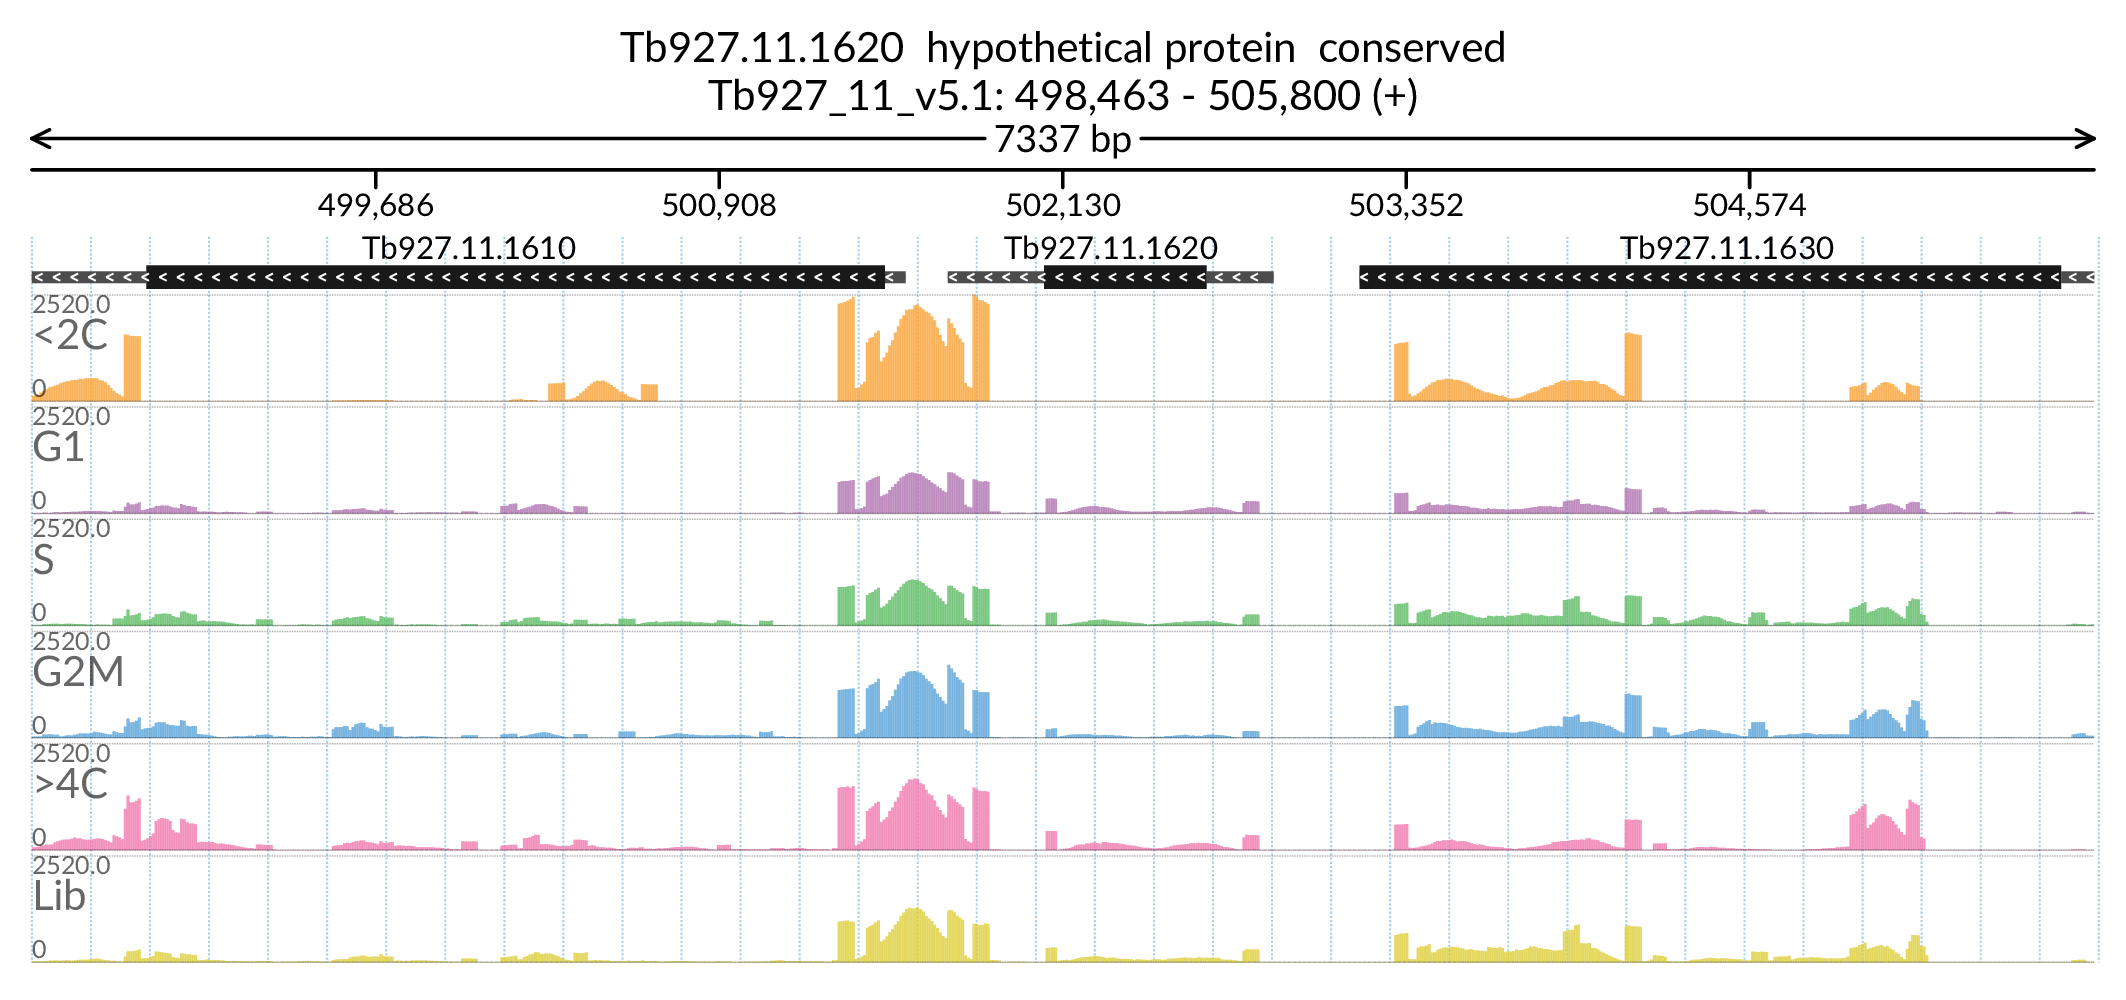 Tb927.11.1620 hypothetical protein conserved
Tb927_11_v5.1: 498,463 - 505,800 (+)
7337 bp
499,686 500,908 502,130 503,352 504,574
Tb927.11.1610 Tb927.11.1620 Tb927.11.1630
2520.0
<2C
0
2520.0
G1
0
2520.0
S
0
2520.0
G2M
0
2520.0
>4C
0
2520.0
Lib
0